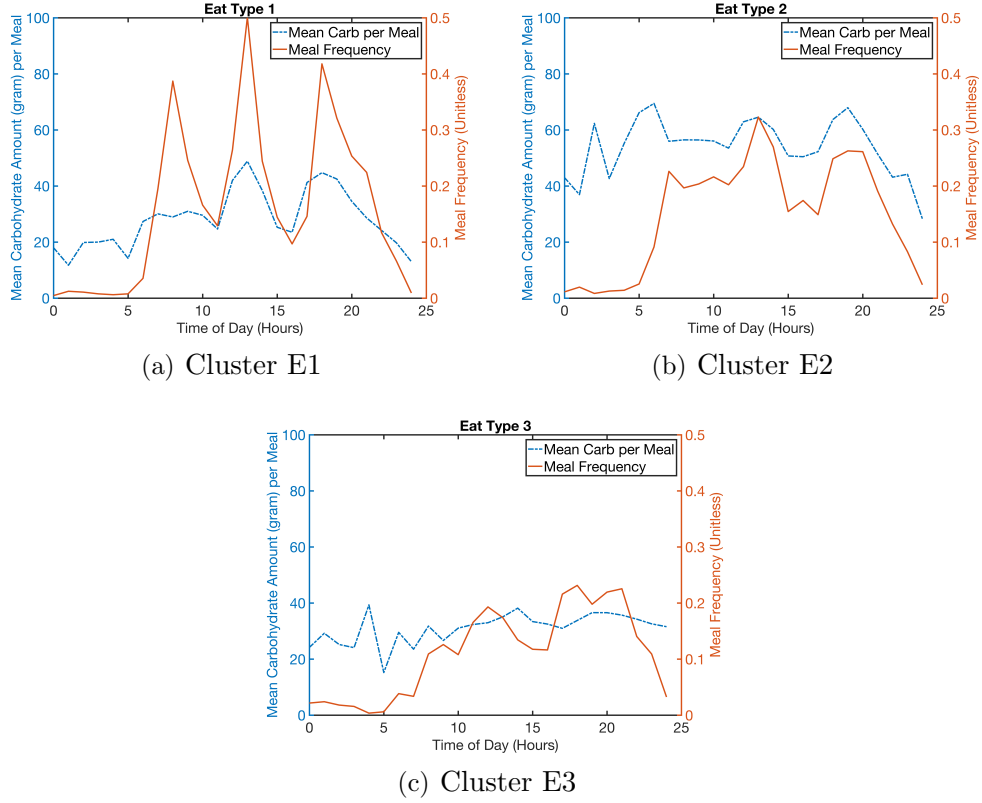 Eat Type 1
Mean Carb per Meal
Meal Frequency
Mean Carbohydrate Amount (gram) per Meal
100
80
60
40
20
0
0.5
0.4
0.3
0.2
0.1
0
Meal Frequency (Unitless)
0 5 10 15 20 25
Time of Day (Hours)
(a) Cluster E1
Eat Type 2
Mean Carb per Meal
Meal Frequency
Mean Carbohydrate Amount (gram) per Meal
100
80
60
40
20
0
0.5
0.4
0.3
0.2
0.1
0
Meal Frequency (Unitless)
0 5 10 15 20 25
Time of Day (Hours)
(b) Cluster E2
Eat Type 3
Mean Carb per Meal
Meal Frequency
Mean Carbohydrate Amount (gram) per Meal
100
80
60
40
20
0
0.5
0.4
0.3
0.2
0.1
0
Meal Frequency (Unitless)
0 5 10 15 20 25
Time of Day (Hours)
(c) Cluster E3